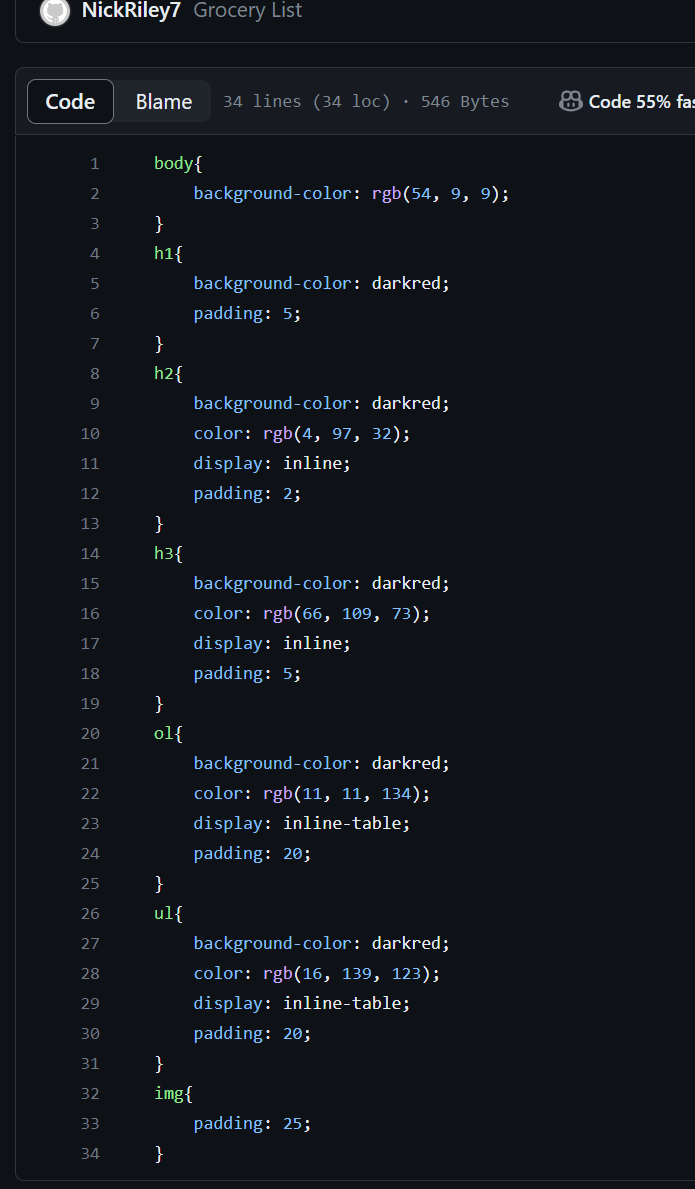 NickRiley7 Grocery List
Code Blame 34 lines (34 loc) · 546 Bytes Code 55%
1 body{
2 background-color: rgb(54, 9, 9);
3 }
4 h1{
5 background-color: darkred;
6 padding: 5;
7 }
8 h2{
9 background-color: darkred;
10 color: rgb(4, 97, 32);
11 display: inline;
12 padding: 2;
13 }
14 h3{
15 background-color: darkred;
16 color: rgb(66, 109, 73);
17 display: inline;
18 padding: 5;
19 }
20 ol{
21 background-color: darkred;
22 color: rgb(11, 11, 134);
23 display: inline-table;
24 padding: 20;
25 }
26 ul{
27 background-color: darkred;
28 color: rgb(16, 139, 123);
29 display: inline-table;
30 padding: 20;
31 }
32 img{
33 padding: 25;
34 }